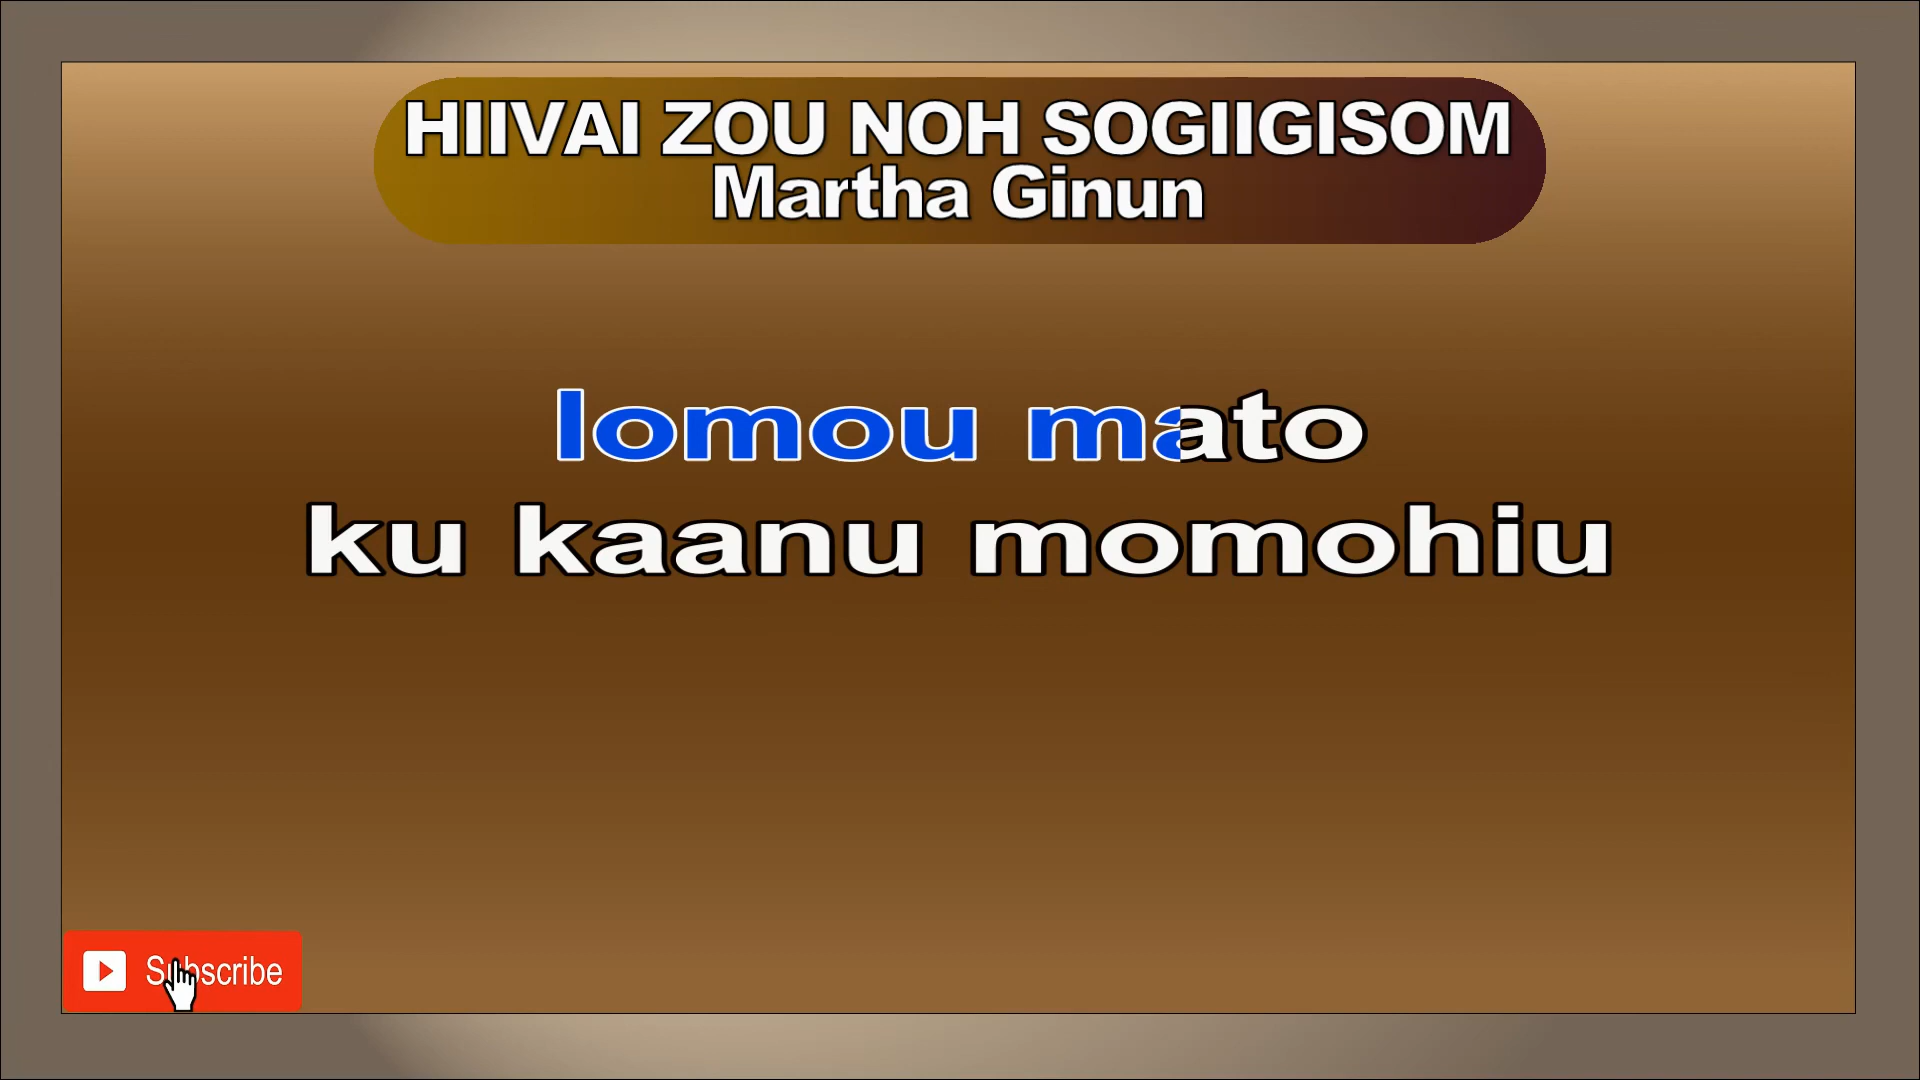 HIIVAI ZOU NOH SOGIIGISOM
Martha Ginun
lomou mato
ku kaanu momohiu
Subscribe